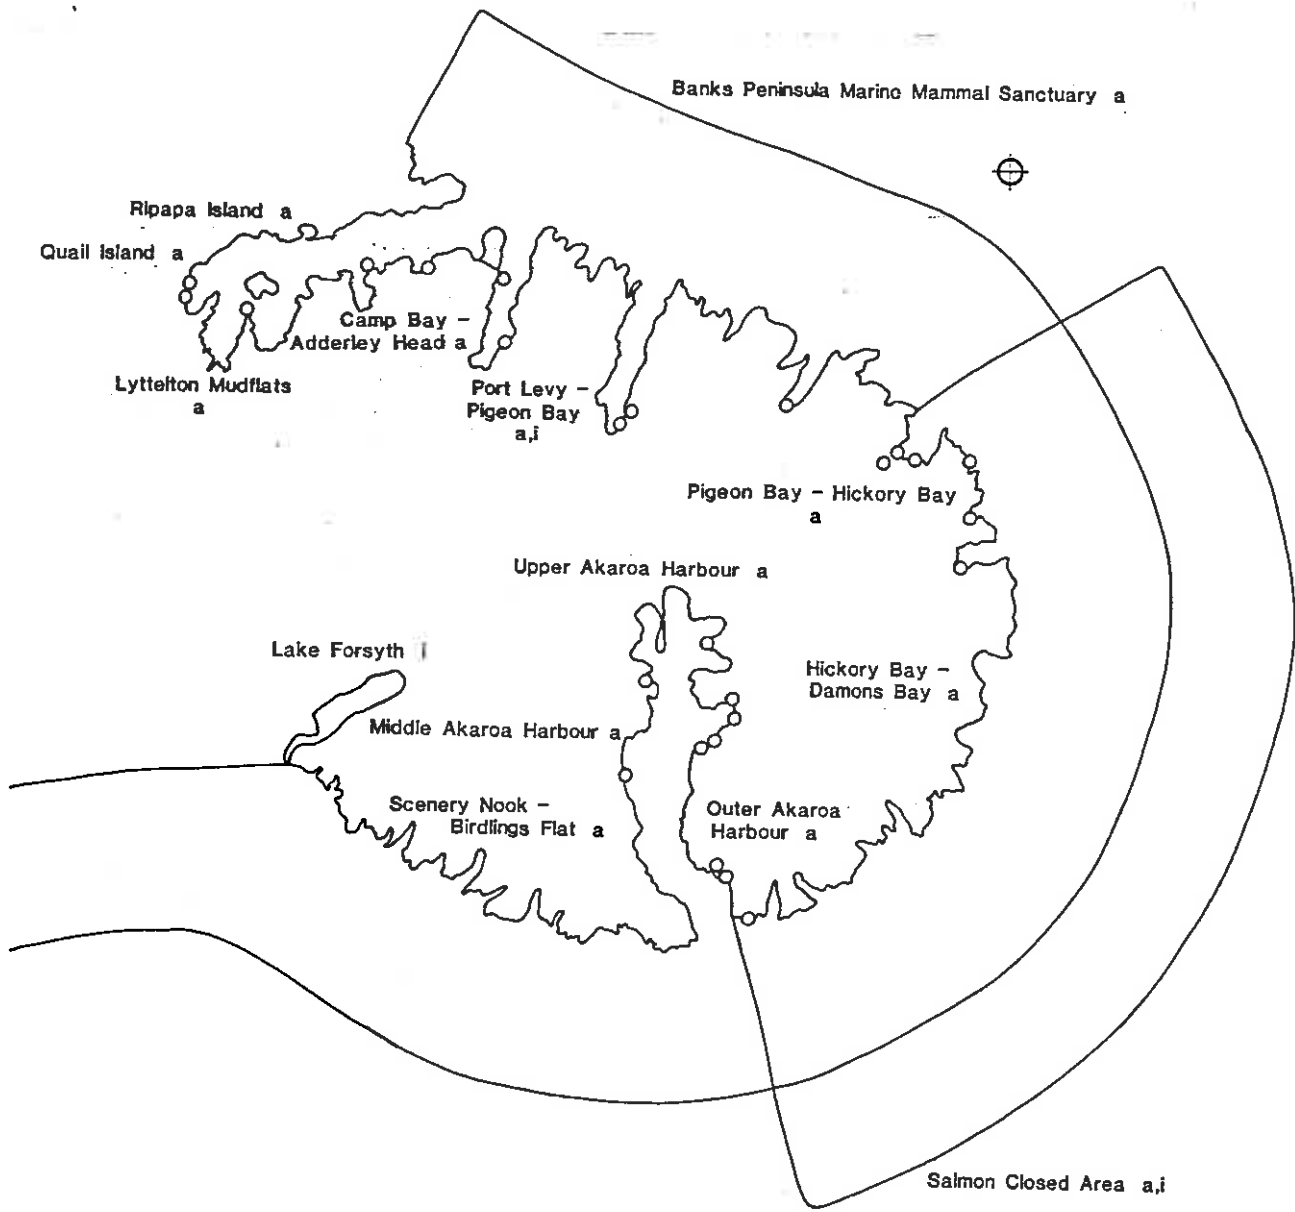 Banks Peninsula Marine Mammal Sanctuary a
Ripapa Island a
Quail Island a
Camp Bay –
Adderley Head a
Lyttelton Mudflats
a
Port Levy –
Pigeon Bay
a,i
Pigeon Bay – Hickory Bay
a
Upper Akaroa Harbour a
Lake Forsyth i
Hickory Bay –
Damons Bay a
Middle Akaroa Harbour a
Scenery Nook –
Birdlings Flat a
Outer Akaroa
Harbour a
Salmon Closed Area a,i